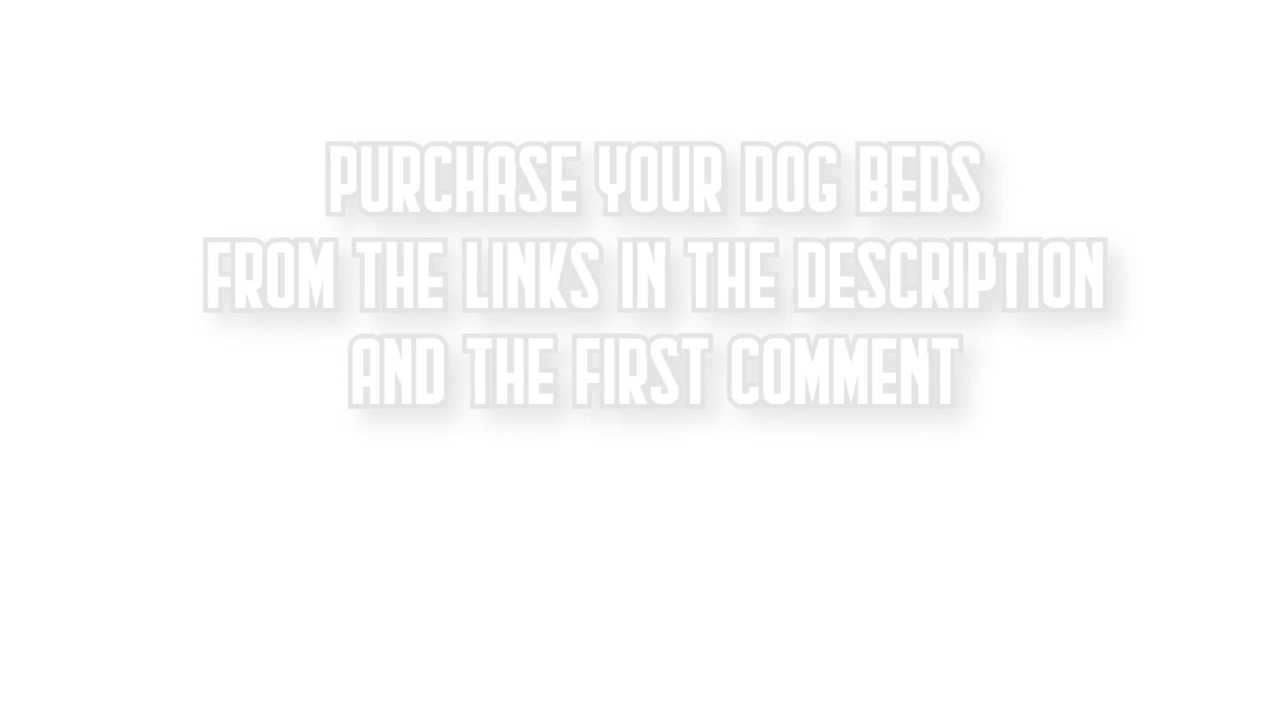 PURCHASE YOUR DOG BEDS
FROM THE LINKS IN THE DESCRIPTION
AND THE FIRST COMMENT